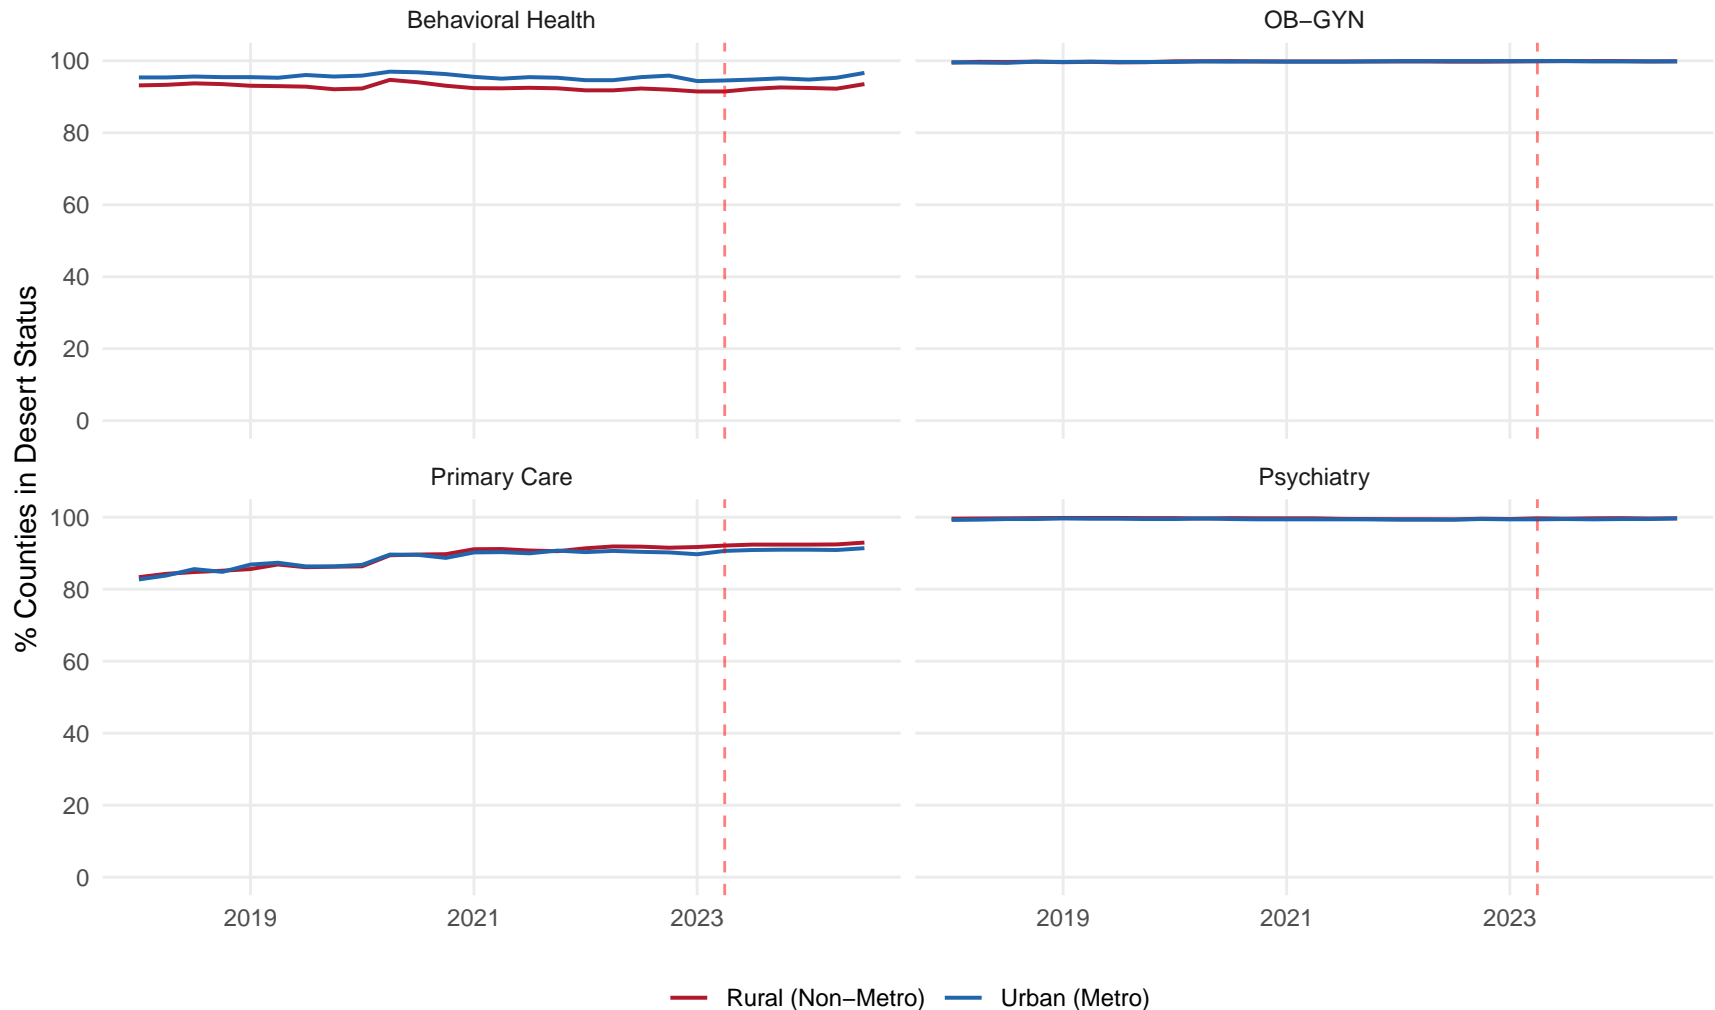 Behavioral Health
OB−GYN
100
80
60
40
20
0
Primary Care
Psychiatry
100
80
60
40
20
0
% Counties in Desert Status
2019
2021
2023
2019
2021
2023
Rural (Non−Metro)
Urban (Metro)